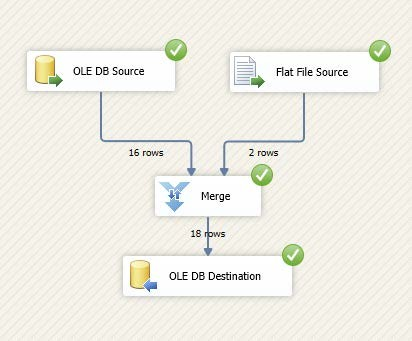 OLE DB Source
Flat File Source
16 rows
2 rows
Merge
18 rows
OLE DB Destination